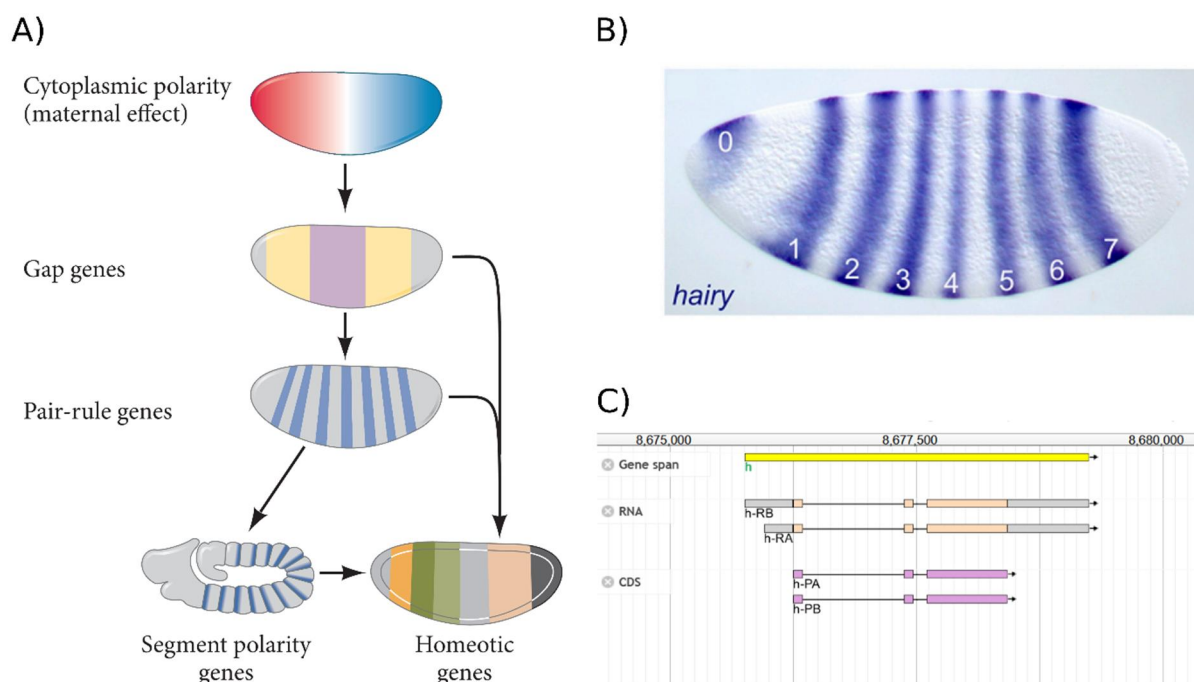 A)
Cytoplasmic polarity
(maternal effect)
Gap genes
Pair-rule genes
Segment polarity
genes
Homeotic
genes
B)
0
1
2
3
4
5
6
7
hairy
C)
8,675,000
8,677,500
8,680,000
Gene span
h
RNA
h-RB
h-RA
CDS
h-PA
h-PB